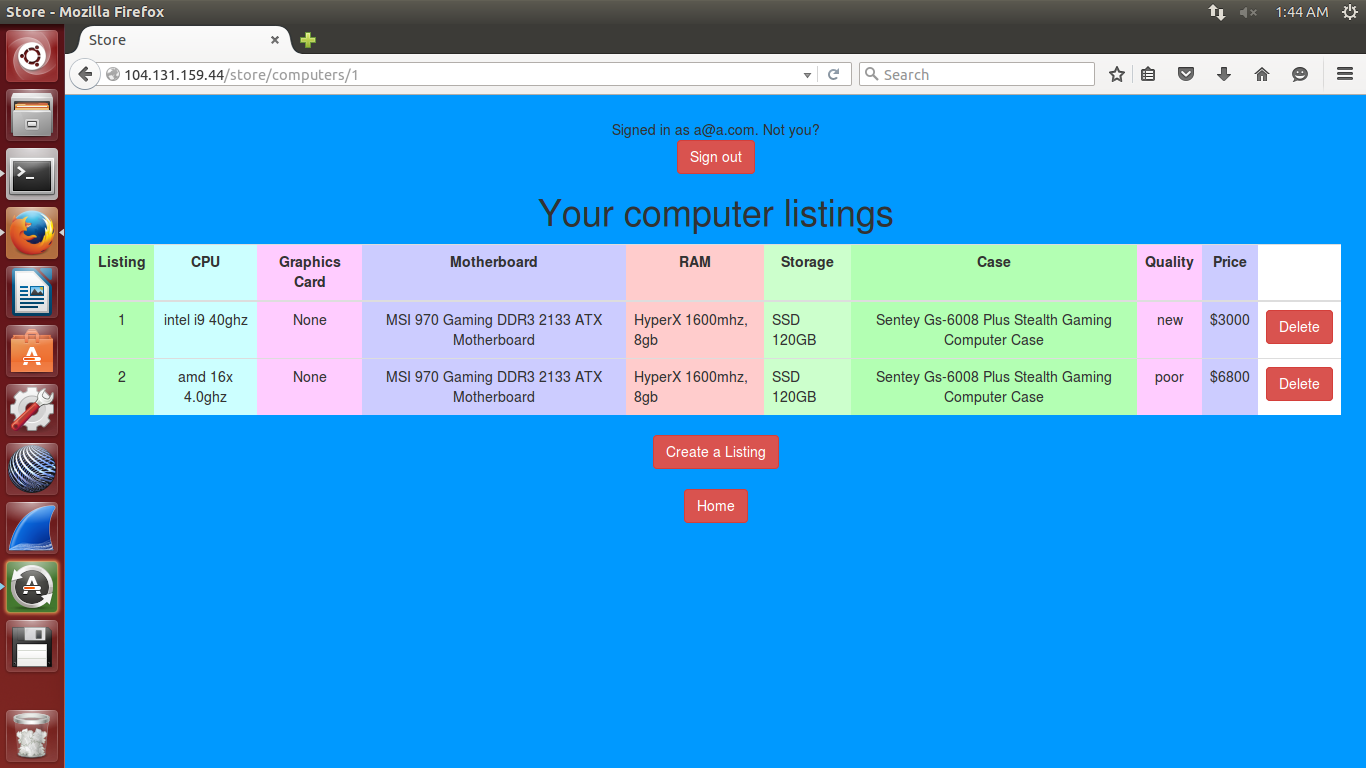 Store - Mozilla Firefox
1:44 AM
Store
104.131.159.44/store/computers/1
Search
Signed in as a@a.com. Not you?
Sign out
Your computer listings
Listing CPU Graphics Card Motherboard RAM Storage Case Quality Price
1 intel i9 40ghz None MSI 970 Gaming DDR3 2133 ATX Motherboard HyperX 1600mhz, 8gb SSD 120GB Sentey Gs-6008 Plus Stealth Gaming Computer Case new $3000 Delete
2 amd 16x 4.0ghz None MSI 970 Gaming DDR3 2133 ATX Motherboard HyperX 1600mhz, 8gb SSD 120GB Sentey Gs-6008 Plus Stealth Gaming Computer Case poor $6800 Delete
Create a Listing
Home